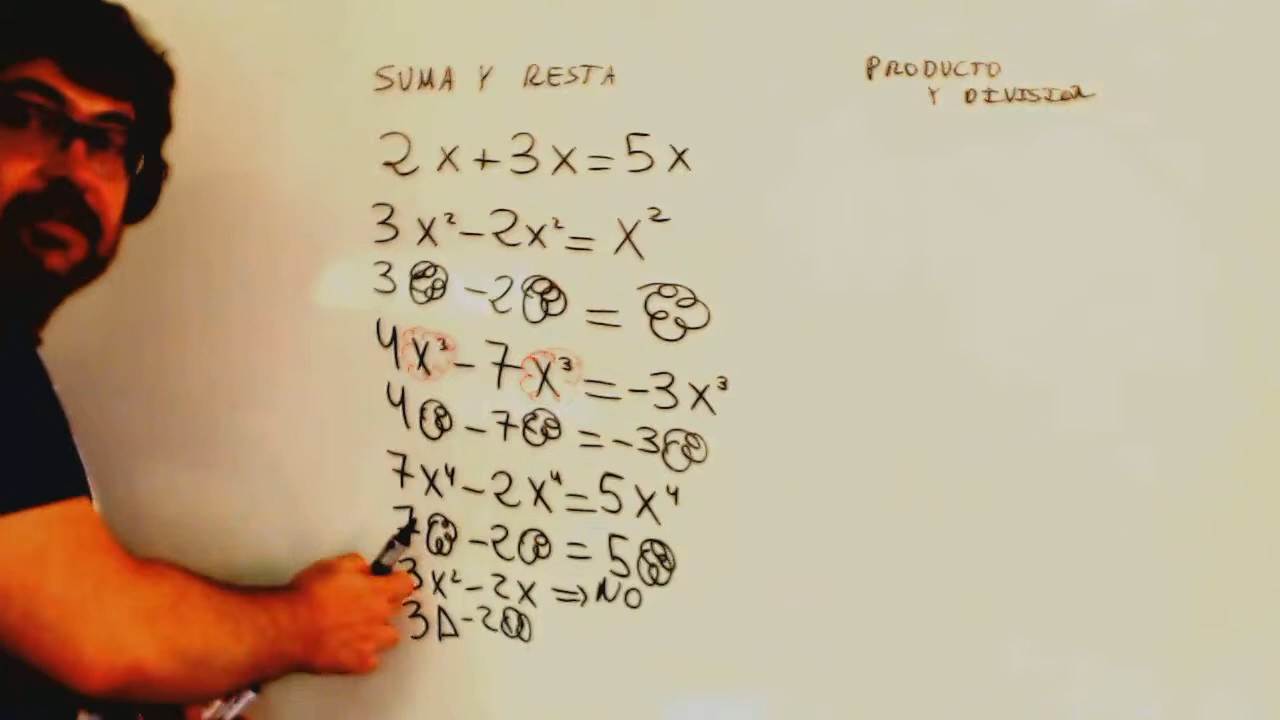 SUMA Y RESTA
2x+3x=5x
3x²-2x²=x²
3 -2 =
4x³-7x³=-3x³
4 -7 =-3
7x⁴-2x⁴=5x⁴
7 -2 =5
3x²-2x⇒NO
3Δ-2
PRODUCTO
Y DIVISION